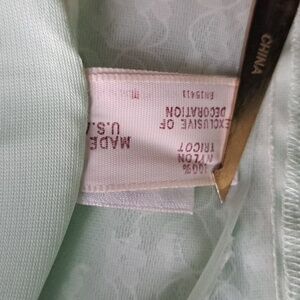 100%
NYLON
TRICOT
EXCLUSIVE OF
DECORATION
MADE
U.S.A
CHINA